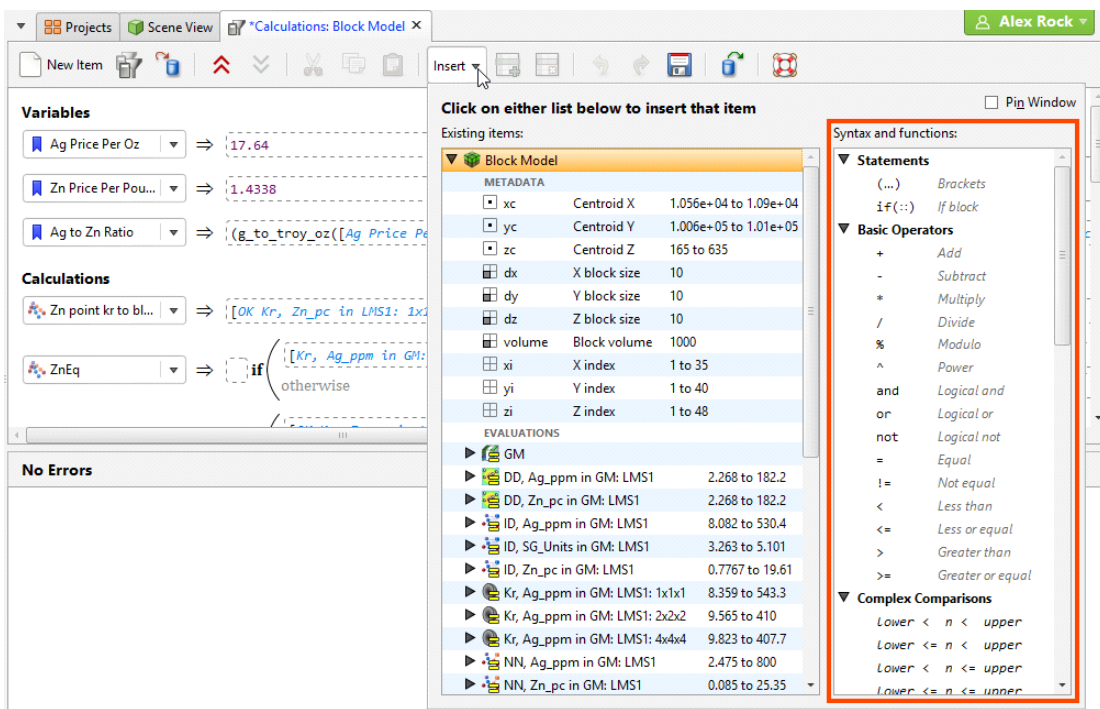 Projects Scene View *Calculations: Block Model Alex Rock
New Item Insert
Variables
Ag Price Per Oz ⇒ 17.64
Zn Price Per Pou... ⇒ 1.4338
Ag to Zn Ratio ⇒ (g_to_troy_oz([Ag Price Pe
Calculations
Zn point kr to bl... ⇒ [OK Kr, Zn_pc in LMS1: 1x1
ZnEq ⇒ if [Kr, Ag_ppm in GM:
otherwise
No Errors
Click on either list below to insert that item Pin Window
Existing items:
Block Model
METADATA
xc Centroid X 1.056e+04 to 1.09e+04
yc Centroid Y 1.006e+05 to 1.01e+05
zc Centroid Z 165 to 635
dx X block size 10
dy Y block size 10
dz Z block size 10
volume Block volume 1000
xi X index 1 to 35
yi Y index 1 to 40
zi Z index 1 to 48
EVALUATIONS
GM
DD, Ag_ppm in GM: LMS1 2.268 to 182.2
DD, Zn_pc in GM: LMS1 2.268 to 182.2
ID, Ag_ppm in GM: LMS1 8.082 to 530.4
ID, SG_Units in GM: LMS1 3.263 to 5.101
ID, Zn_pc in GM: LMS1 0.7767 to 19.61
Kr, Ag_ppm in GM: LMS1: 1x1x1 8.359 to 543.3
Kr, Ag_ppm in GM: LMS1: 2x2x2 9.565 to 410
Kr, Ag_ppm in GM: LMS1: 4x4x4 9.823 to 407.7
NN, Ag_ppm in GM: LMS1 2.475 to 800
NN, Zn_pc in GM: LMS1 0.085 to 25.35
Syntax and functions:
Statements
(...) Brackets
if(::) If block
Basic Operators
+ Add
- Subtract
* Multiply
/ Divide
% Modulo
^ Power
and Logical and
or Logical or
not Logical not
= Equal
!= Not equal
< Less than
<= Less or equal
> Greater than
>= Greater or equal
Complex Comparisons
Lower < n < upper
Lower <= n < upper
Lower < n <= upper
Lower <= n <= upper